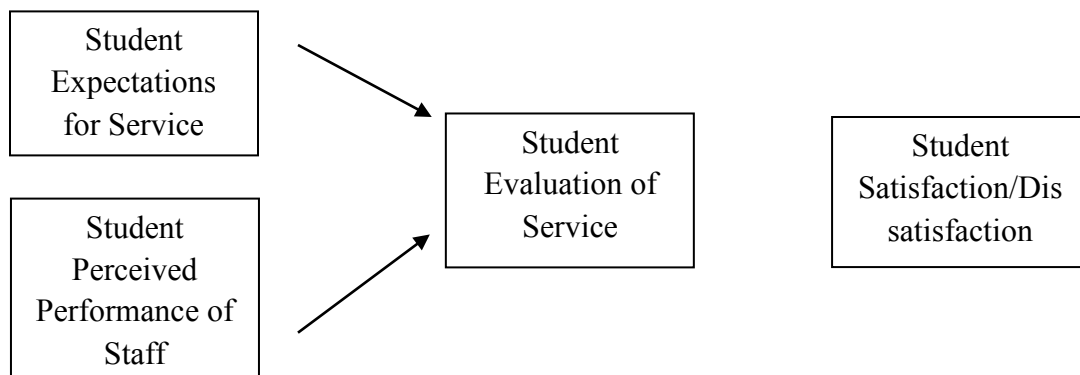 Student
Expectations
for Service
Student
Perceived
Performance of
Staff
Student
Evaluation of
Service
Student
Satisfaction/Dis
satisfaction